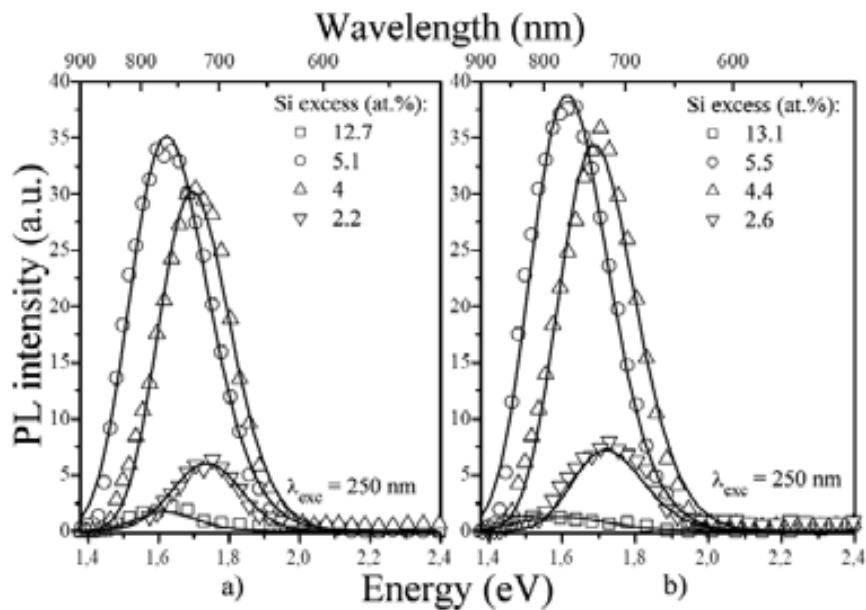 Wavelength (nm)
900 800 700 600 900 800 700 600
40 Si excess (at.%): Si excess (at.%):
12.7 13.1
35
5.1 5.5
4 4.4
30
2.2 2.6
25
20
15
10
5
λexc = 250 nm λexc = 250 nm
0
PL intensity (a.u.)
1,4 1,6 1,8 2,0 2,2 2,4 1,4 1,6 1,8 2,0 2,2 2,4
a) Energy (eV) b)